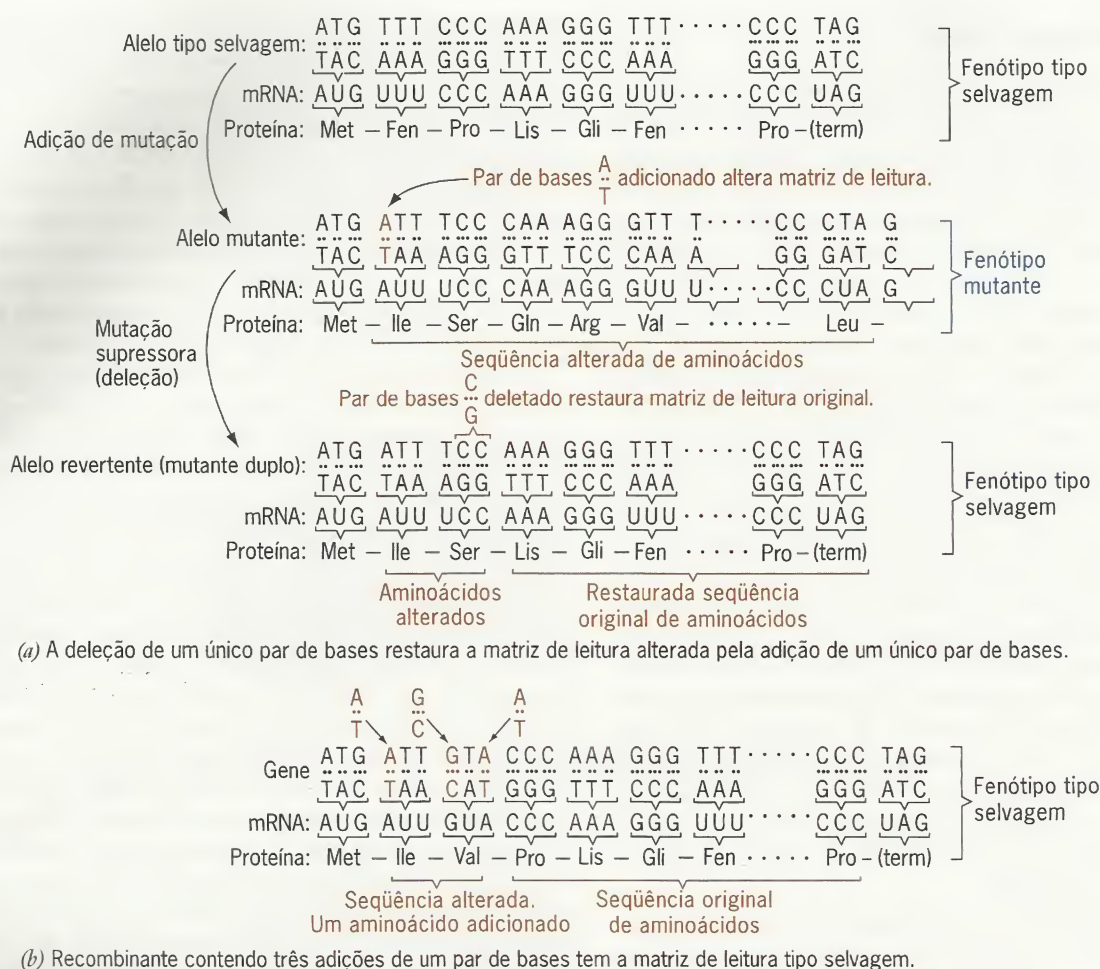 ATG TTT CCC AAA GGG TTT · · · · · CCC TAG
Alelo tipo selvagem:
TAC AAA GGG TTT CCC AAA GGG ATC
mRNA: AUG UUU CCC AAA GGG UUU · · · · · CCC UAG
Proteína: Met – Fen – Pro – Lis – Gli – Fen · · · · · Pro – (term)
Fenótipo tipo
selvagem
Adição de mutação
Par de bases A/T adicionado altera matriz de leitura.
ATG ATT TCC CAA AGG GTT T · · · · · CC CTA G
Alelo mutante:
TAC TAA AGG GTT TCC CAA A GG GAT C
mRNA: AUG AUU UCC CAA AGG GUU U · · · · · CC CUA G
Proteína: Met – Ile – Ser – Gln – Arg – Val – · · · · · – Leu –
Fenótipo
mutante
Seqüência alterada de aminoácidos
Mutação
supressora
(deleção)
Par de bases C/G deletado restaura matriz de leitura original.
ATG ATT TCC AAA GGG TTT · · · · · CCC TAG
Alelo revertente (mutante duplo):
TAC TAA AGG TTT CCC AAA GGG ATC
mRNA: AUG AUU UCC AAA GGG UUU · · · · · CCC UAG
Proteína: Met – Ile – Ser – Lis – Gli – Fen · · · · · Pro – (term)
Fenótipo tipo
selvagem
Aminoácidos
alterados
Restaurada seqüência
original de aminoácidos
(a) A deleção de um único par de bases restaura a matriz de leitura alterada pela adição de um único par de bases.
A G A
T C T
ATG ATT GTA CCC AAA GGG TTT · · · · · CCC TAG
Gene
TAC TAA CAT GGG TTT CCC AAA GGG ATC
mRNA: AUG AUU GUA CCC AAA GGG UUU · · · · · CCC UAG
Proteína: Met – Ile – Val – Pro – Lis – Gli – Fen · · · · · Pro – (term)
Fenótipo tipo
selvagem
Seqüência alterada.
Um aminoácido adicionado
Seqüência original
de aminoácidos
(b) Recombinante contendo três adições de um par de bases tem a matriz de leitura tipo selvagem.